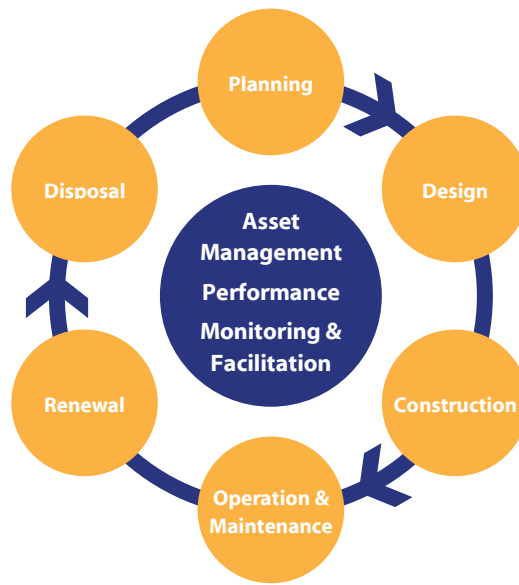 Planning
Design
Construction
Operation &
Maintenance
Renewal
Disposal
Asset
Management
Performance
Monitoring &
Facilitation